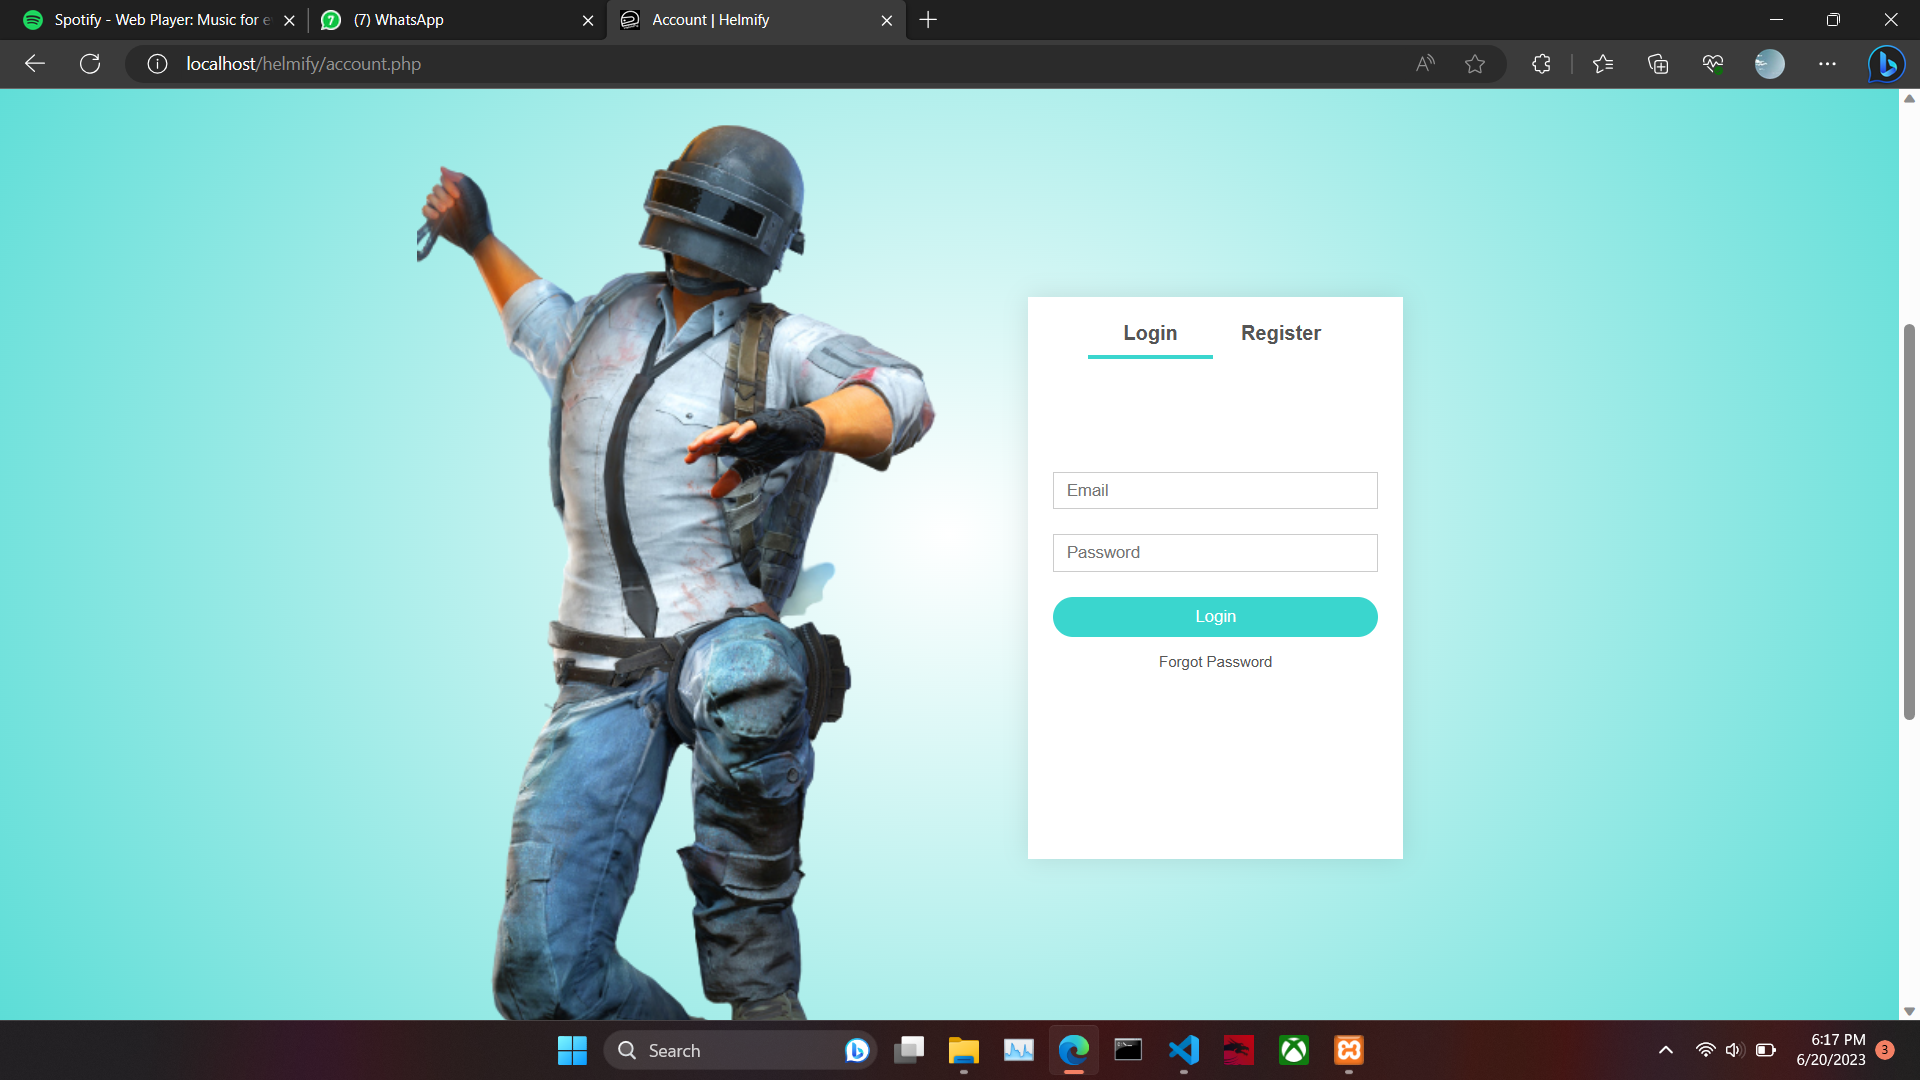 Spotify - Web Player: Music for e
7 (7) WhatsApp
Account | Helmify
localhost/helmify/account.php
Login Register
Email
Password
Login
Forgot Password
Search
6:17 PM
6/20/2023
3